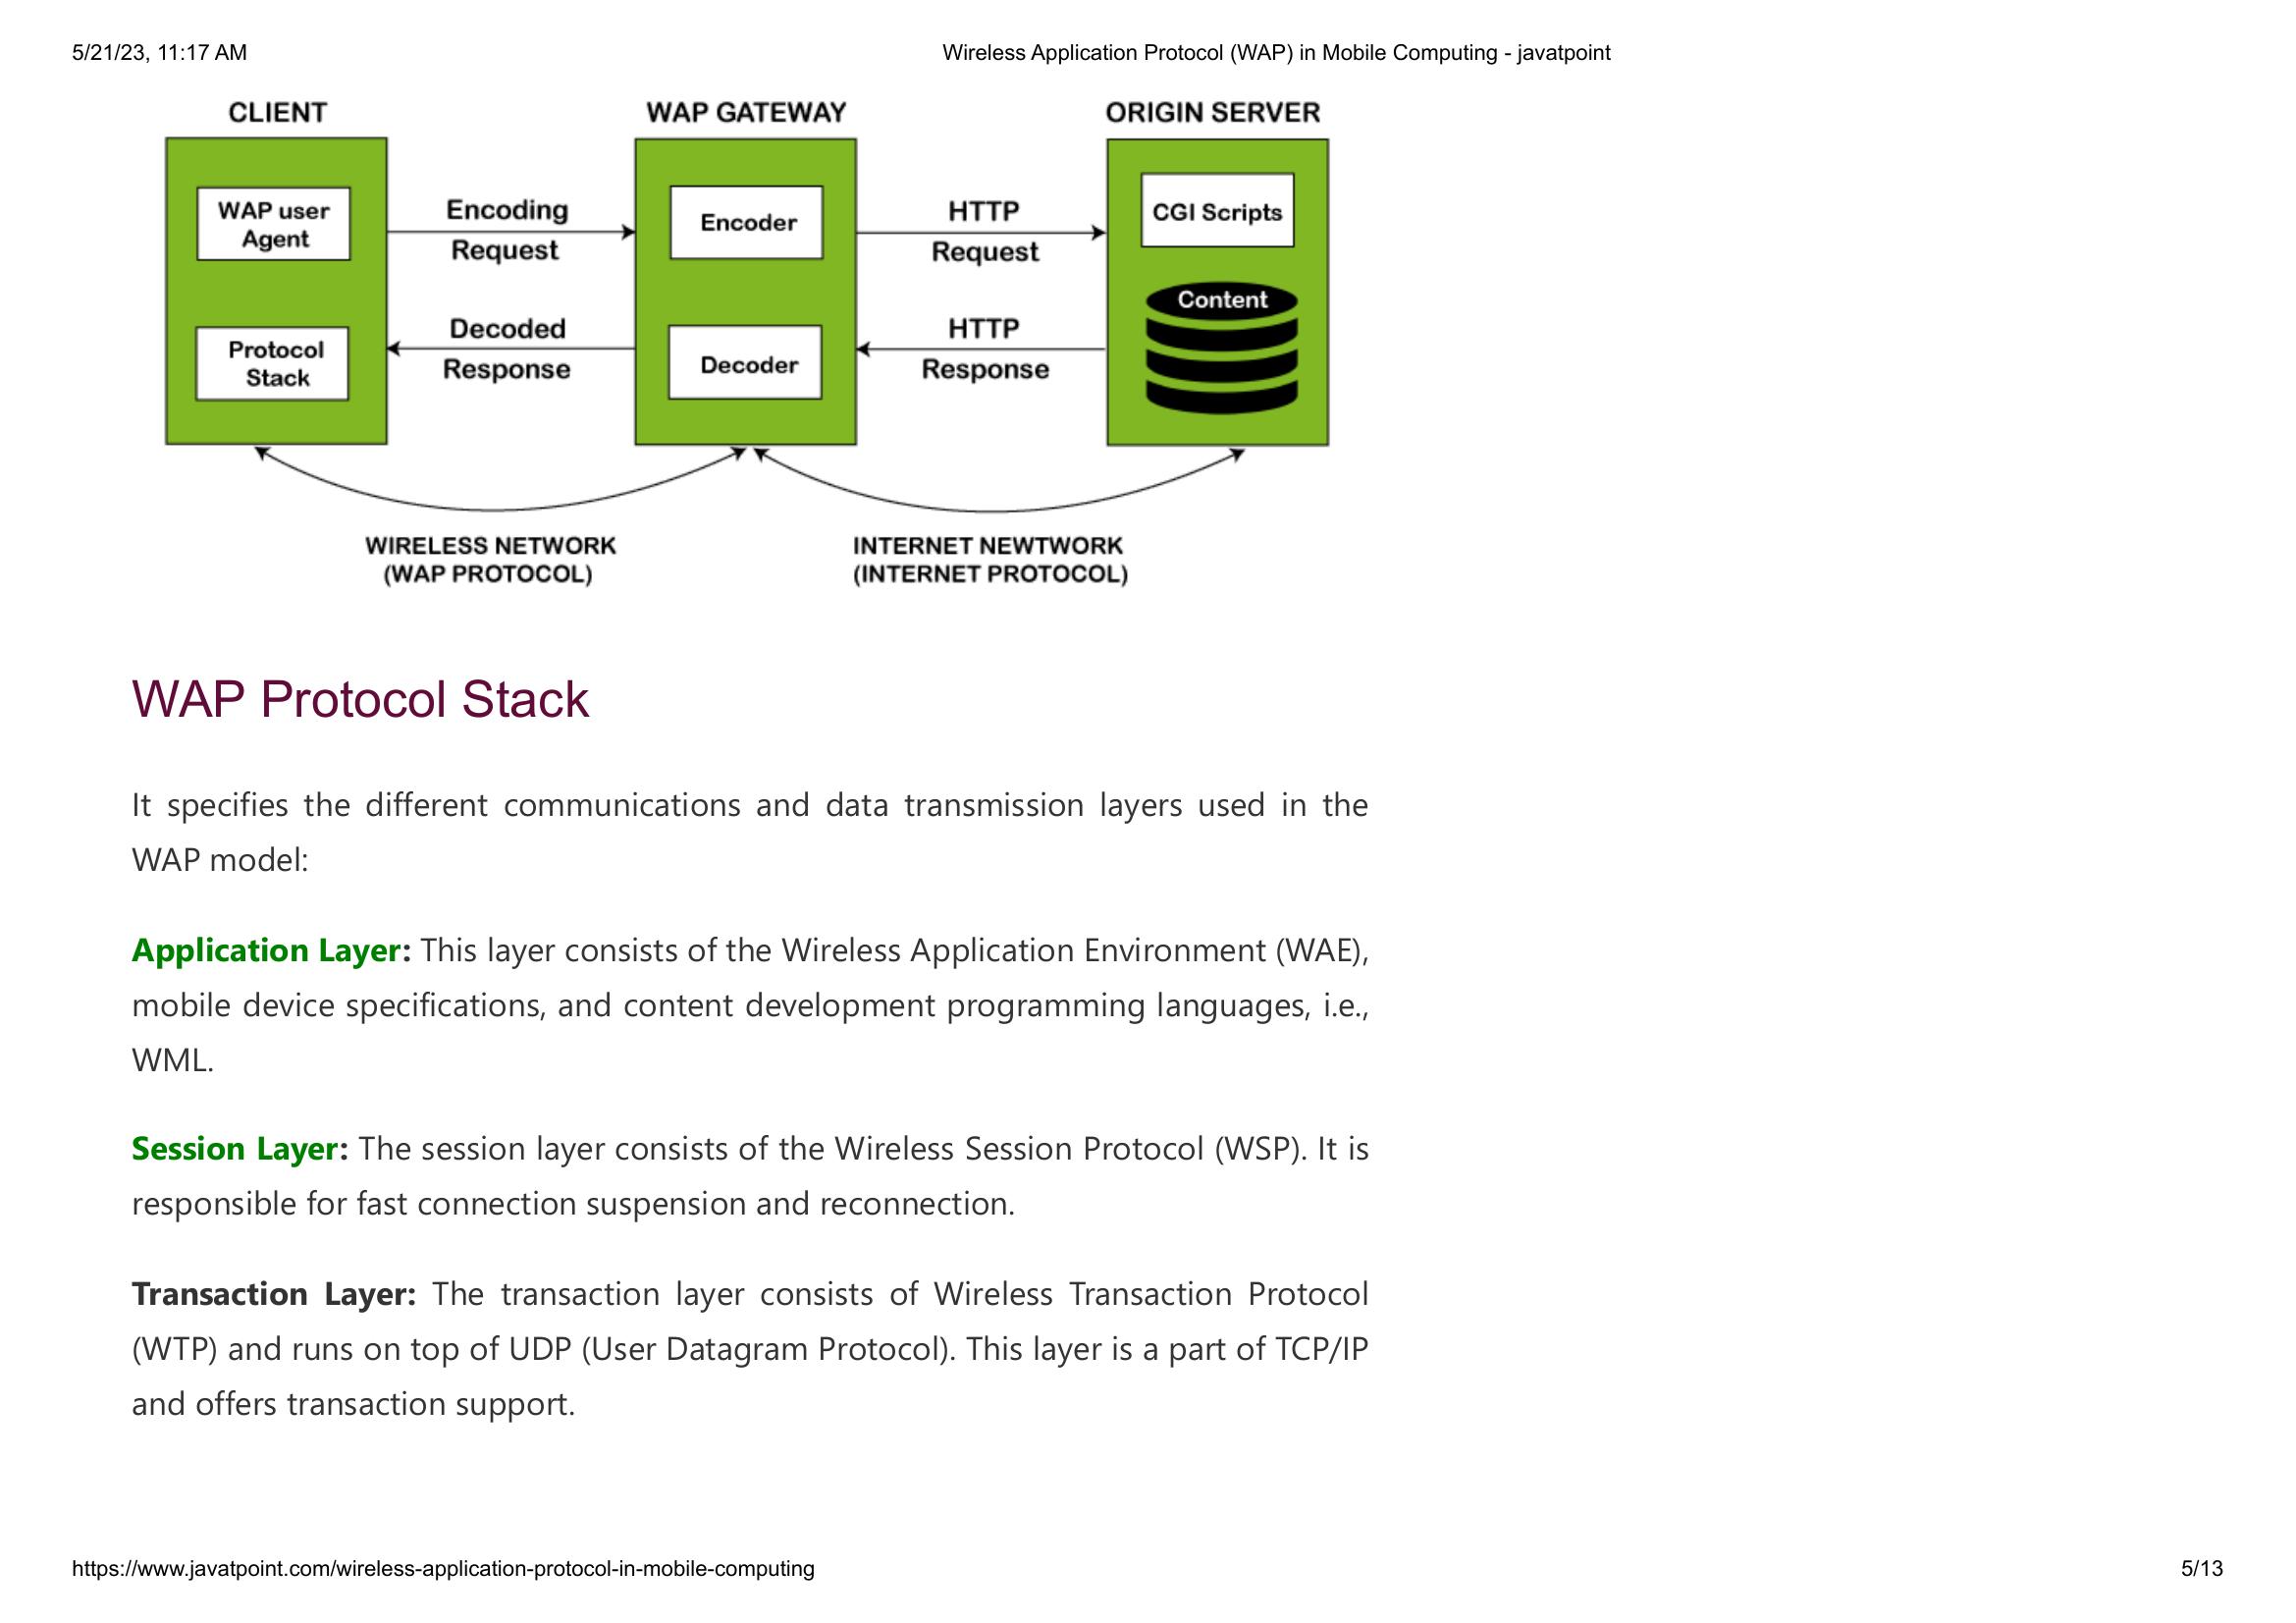 5/21/23, 11:17 AM
Wireless Application Protocol (WAP) in Mobile Computing - javatpoint
CLIENT
WAP GATEWAY
ORIGIN SERVER
WAP user
Agent
Encoding
Request
Encoder
HTTP
Request
CGI Scripts
Content
Protocol
Stack
Decoded
Response
Decoder
HTTP
Response
WIRELESS NETWORK
(WAP PROTOCOL)
INTERNET NEWTWORK
(INTERNET PROTOCOL)
WAP Protocol Stack
It specifies the different communications and data transmission layers used in the
WAP model:
Application Layer: This layer consists of the Wireless Application Environment (WAE),
mobile device specifications, and content development programming languages, i.e.,
WML.
Session Layer: The session layer consists of the Wireless Session Protocol (WSP). It is
responsible for fast connection suspension and reconnection.
Transaction Layer: The transaction layer consists of Wireless Transaction Protocol
(WTP) and runs on top of UDP (User Datagram Protocol). This layer is a part of TCP/IP
and offers transaction support.
https://www.javatpoint.com/wireless-application-protocol-in-mobile-computing
5/13